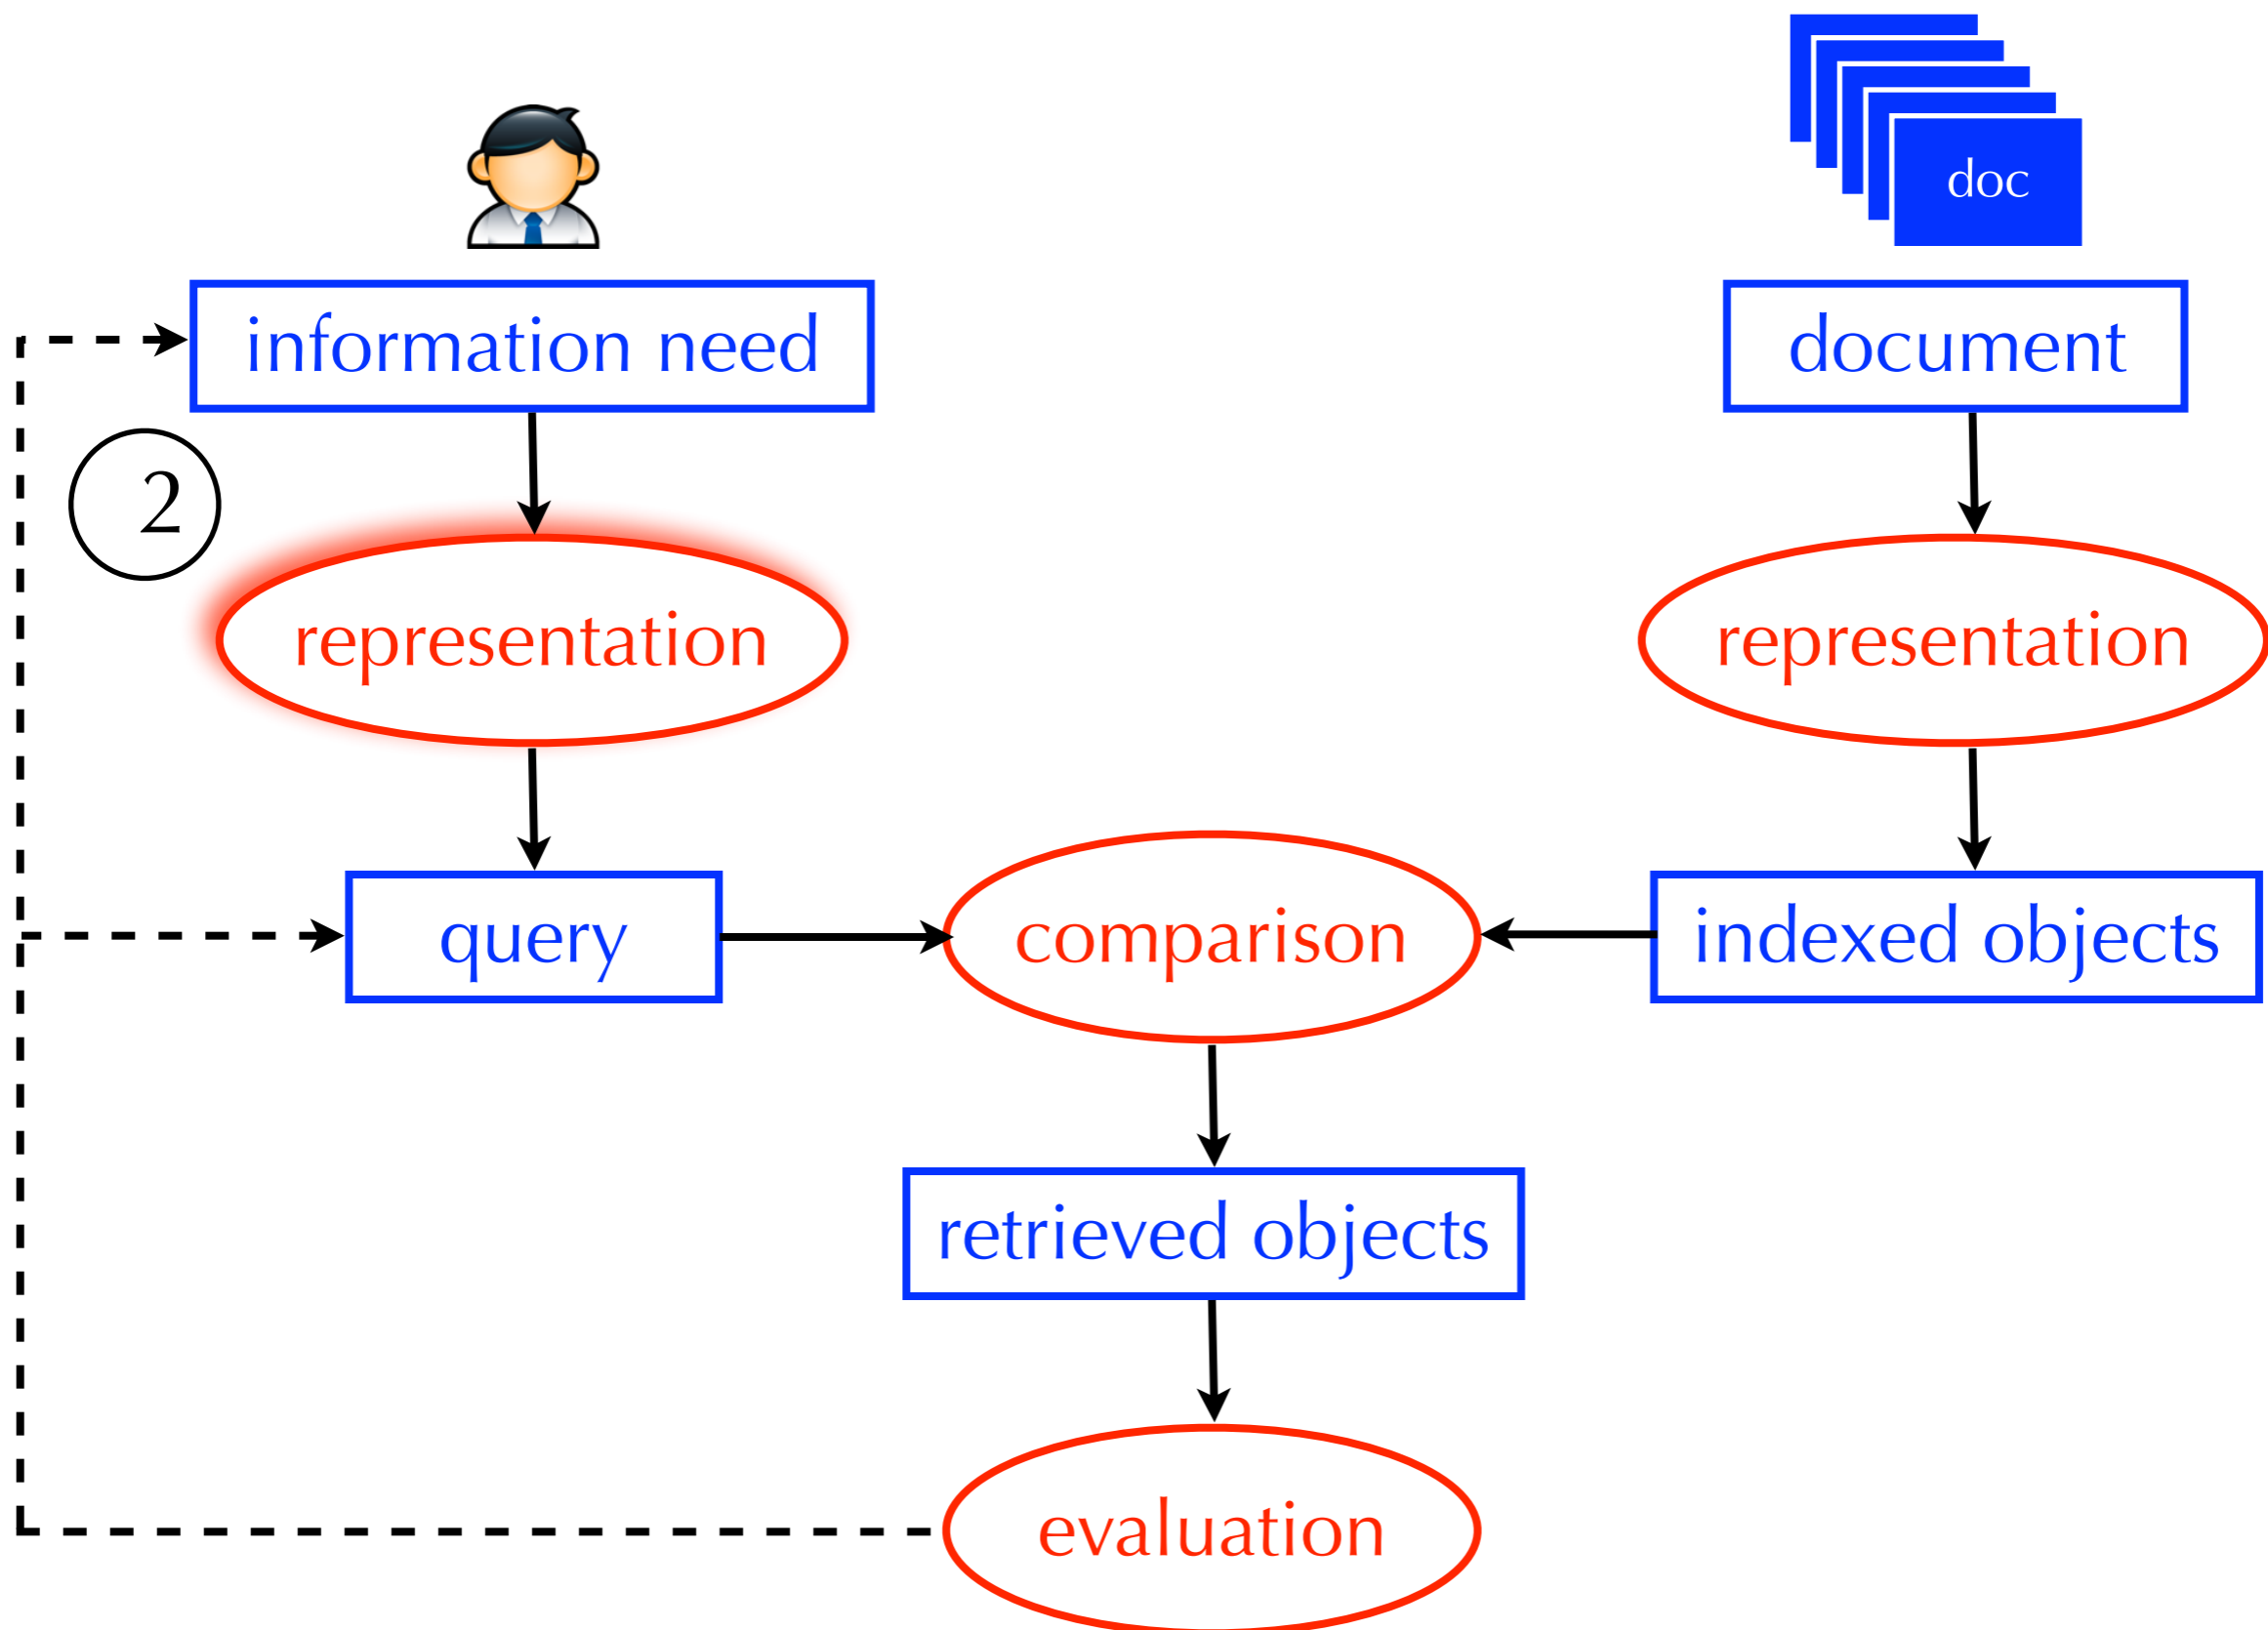 doc
information need
document
2
representation
representation
query
comparison
indexed objects
retrieved objects
evaluation